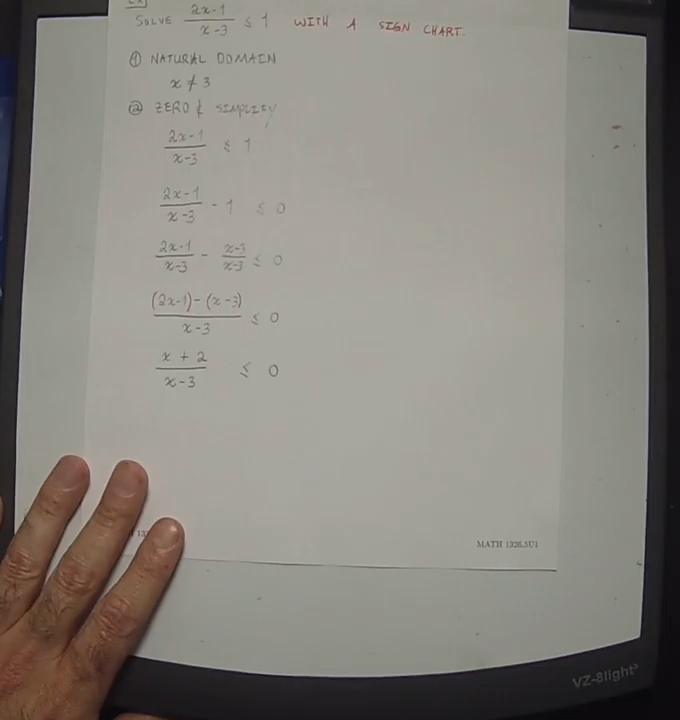 Ex
SOLVE (2x-1)/(x-3) ≤ 1 WITH A SIGN CHART.
① NATURAL DOMAIN
x ≠ 3
② ZERO & SIMPLIFY
(2x-1)/(x-3) ≤ 1
(2x-1)/(x-3) - 1 ≤ 0
(2x-1)/(x-3) - (x-3)/(x-3) ≤ 0
((2x-1)-(x-3))/(x-3) ≤ 0
(x + 2)/(x-3) ≤ 0
MATH 1326.5U1
VZ-8light³